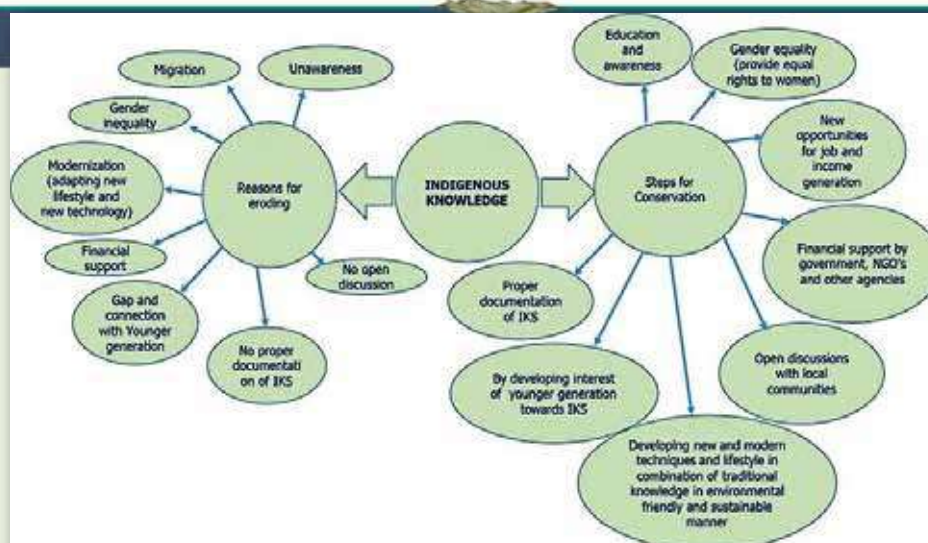 Migration
Unawareness
Gender
inequality
Modernization
(adapting new
lifestyle and
new technology)
Financial
support
Gap and
connection with
Younger
generation
No proper
documentati
on of IKS
No open
discussion
Reasons for
eroding
INDIGENOUS
KNOWLEDGE
Steps for
Conservation
Education
and
awareness
Gender equality
(provide equal
rights to women)
New
opportunities
for job and
income
generation
Financial support by
government, NGO's
and other agencies
Open discussions
with local
communities
Developing new and modern
techniques and lifestyle in
combination of traditional
knowledge in environmental
friendly and sustainable
manner
By developing interest
of younger generation
towards IKS
Proper
documentation
of IKS